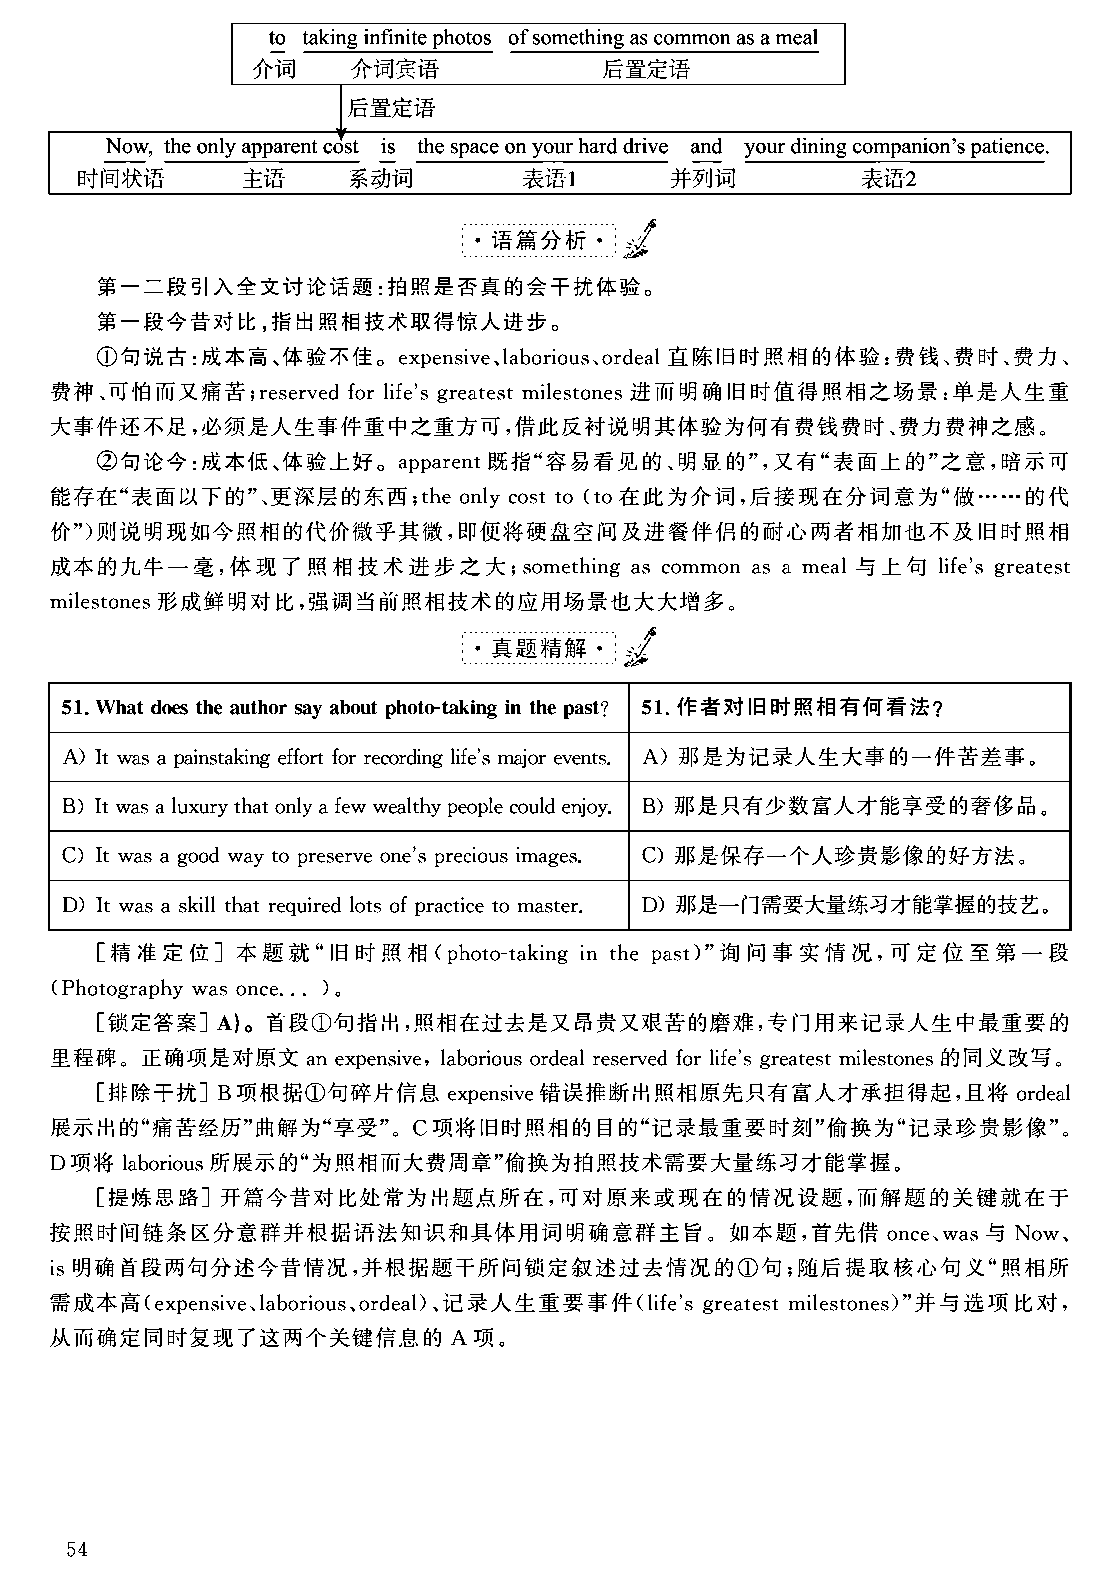 to taking infinite photos of something as common as a meal
介词 介词宾语 后置定语
后置定语
Now, the only apparent cost is the space on your hard drive and your dining companion's patience.
时间状语 主语 系动词 表语1 并列词 表语2
·语篇分析·
第一二段引入全文讨论话题:拍照是否真的会干扰体验。
第一段今昔对比,指出照相技术取得惊人进步。
①句说古:成本高、体验不佳。expensive、laborious、ordeal 直陈旧时照相的体验:费钱、费时、费力、
费神、可怕而又痛苦;reserved for life's greatest milestones 进而明确旧时值得照相之场景:单是人生重
大事件还不足,必须是人生事件重中之重方可,借此反衬说明其体验为何有费钱费时、费力费神之感。
②句论今:成本低、体验上好。apparent 既指“容易看见的、明显的”,又有“表面上的”之意,暗示可
能存在“表面以下的”、更深层的东西;the only cost to (to 在此为介词,后接现在分词意为“做……的代
价”)则说明现如今照相的代价微乎其微,即便将硬盘空间及进餐伴侣的耐心两者相加也不及旧时照相
成本的九牛一毫,体现了照相技术进步之大;something as common as a meal 与上句 life's greatest
milestones 形成鲜明对比,强调当前照相技术的应用场景也大大增多。
·真题精解·
51. What does the author say about photo-taking in the past? 51. 作者对旧时照相有何看法?
A) It was a painstaking effort for recording life's major events. A) 那是为记录人生大事的一件苦差事。
B) It was a luxury that only a few wealthy people could enjoy. B) 那是只有少数富人才能享受的奢侈品。
C) It was a good way to preserve one's precious images. C) 那是保存一个人珍贵影像的好方法。
D) It was a skill that required lots of practice to master. D) 那是一门需要大量练习才能掌握的技艺。
[精准定位] 本题就“旧时照相(photo-taking in the past)”询问事实情况,可定位至第一段
(Photography was once... )。
[锁定答案] A)。首段①句指出,照相在过去是又昂贵又艰苦的磨难,专门用来记录人生中最重要的
里程碑。正确项是对原文 an expensive, laborious ordeal reserved for life's greatest milestones 的同义改写。
[排除干扰] B项根据①句碎片信息 expensive 错误推断出照相原先只有富人才承担得起,且将 ordeal
展示出的“痛苦经历”曲解为“享受”。C项将旧时照相的目的“记录最重要时刻”偷换为“记录珍贵影像”。
D项将 laborious 所展示的“为照相而大费周章”偷换为拍照技术需要大量练习才能掌握。
[提炼思路] 开篇今昔对比处常为出题点所在,可对原来或现在的情况设题,而解题的关键就在于
按照时间链条区分意群并根据语法知识和具体用词明确意群主旨。如本题,首先借 once、was 与 Now、
is 明确首段两句分述今昔情况,并根据题干所问锁定叙述过去情况的①句;随后提取核心句义“照相所
需成本高(expensive、laborious、ordeal)、记录人生重要事件(life's greatest milestones)”并与选项比对,
从而确定同时复现了这两个关键信息的 A 项。
54